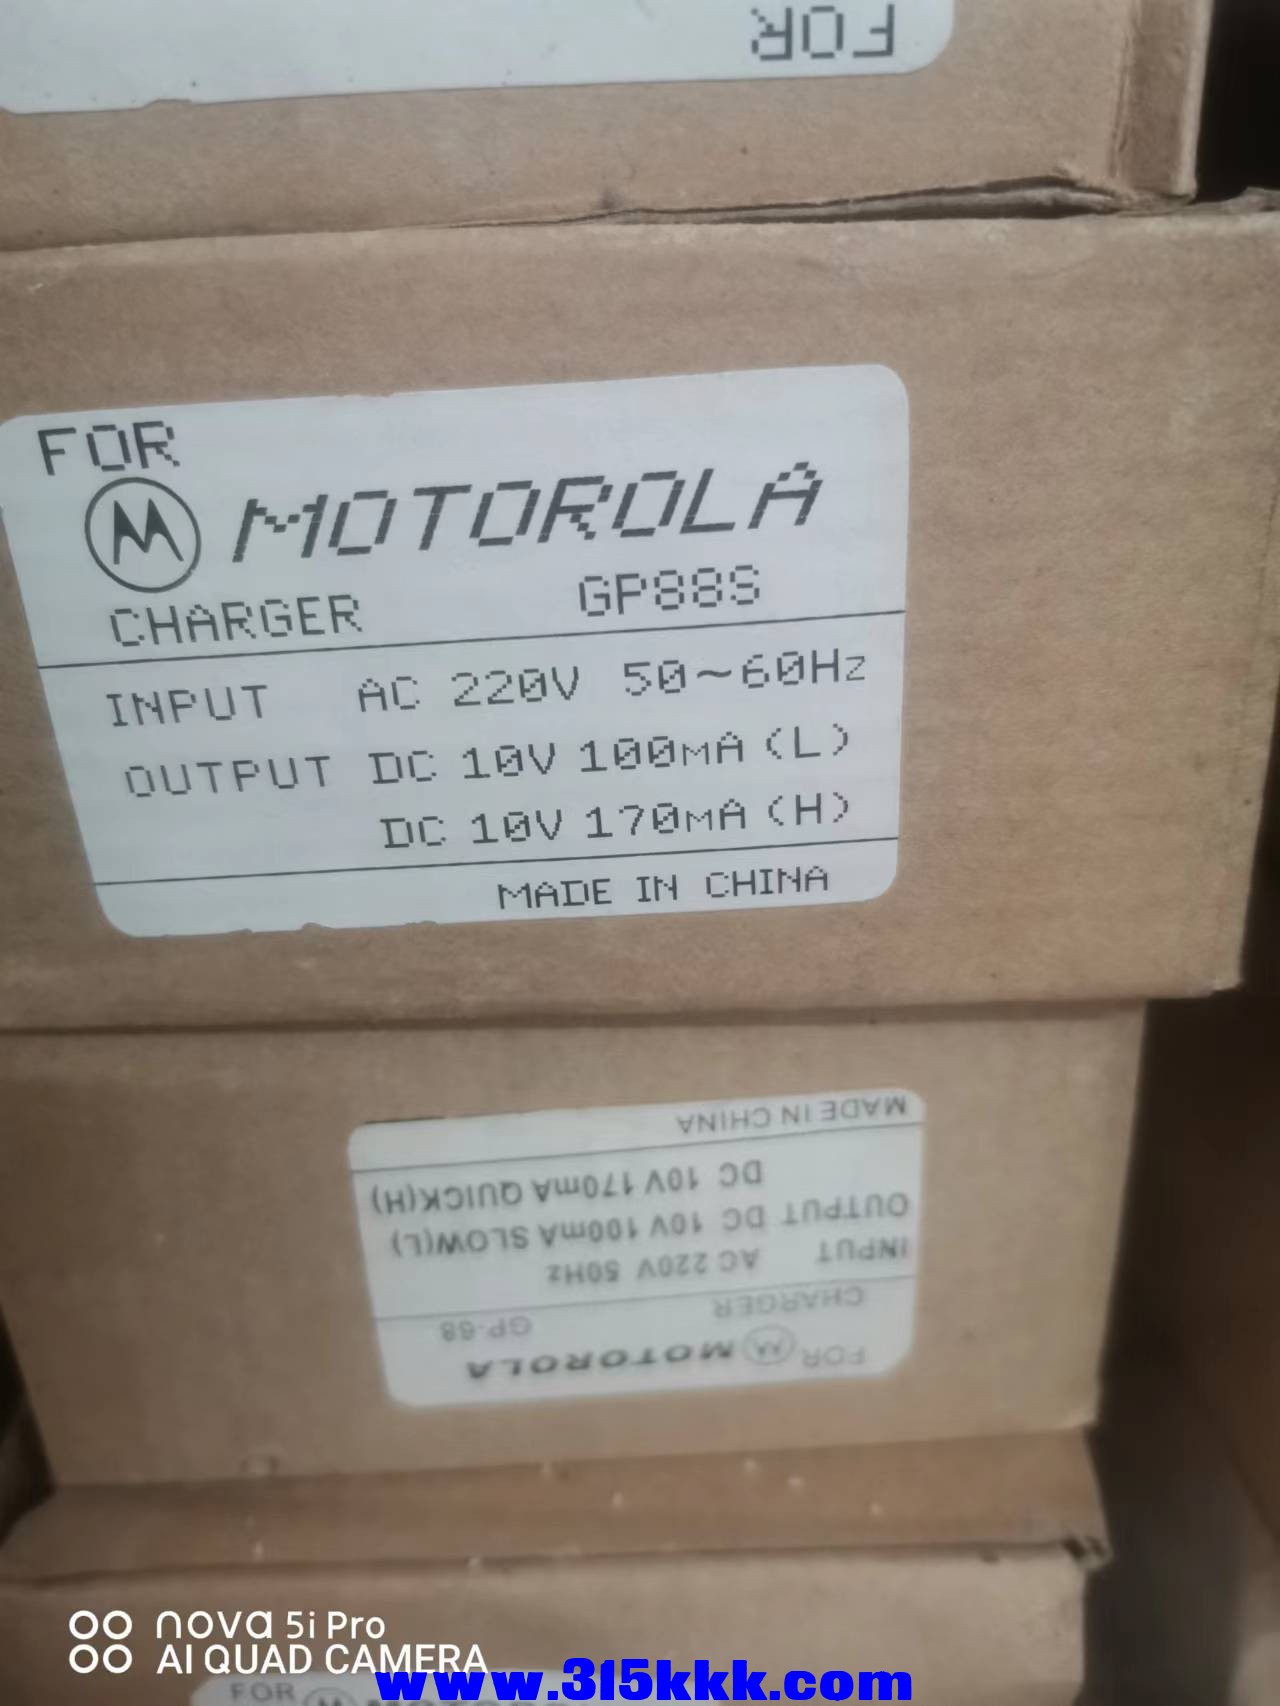 FOR
FOR
MOTOROLA
CHARGER GP88S
INPUT AC 220V 50~60Hz
OUTPUT DC 10V 100mA (L)
DC 10V 170mA (H)
MADE IN CHINA
FOR MOTOROLA
CHARGER GP-68
INPUT AC 220V 50Hz
OUTPUT DC 10V 100mA SLOW(L)
DC 10V 170mA QUICK(H)
MADE IN CHINA
nova 5i Pro
AI QUAD CAMERA
www.315kkk.com
FOR